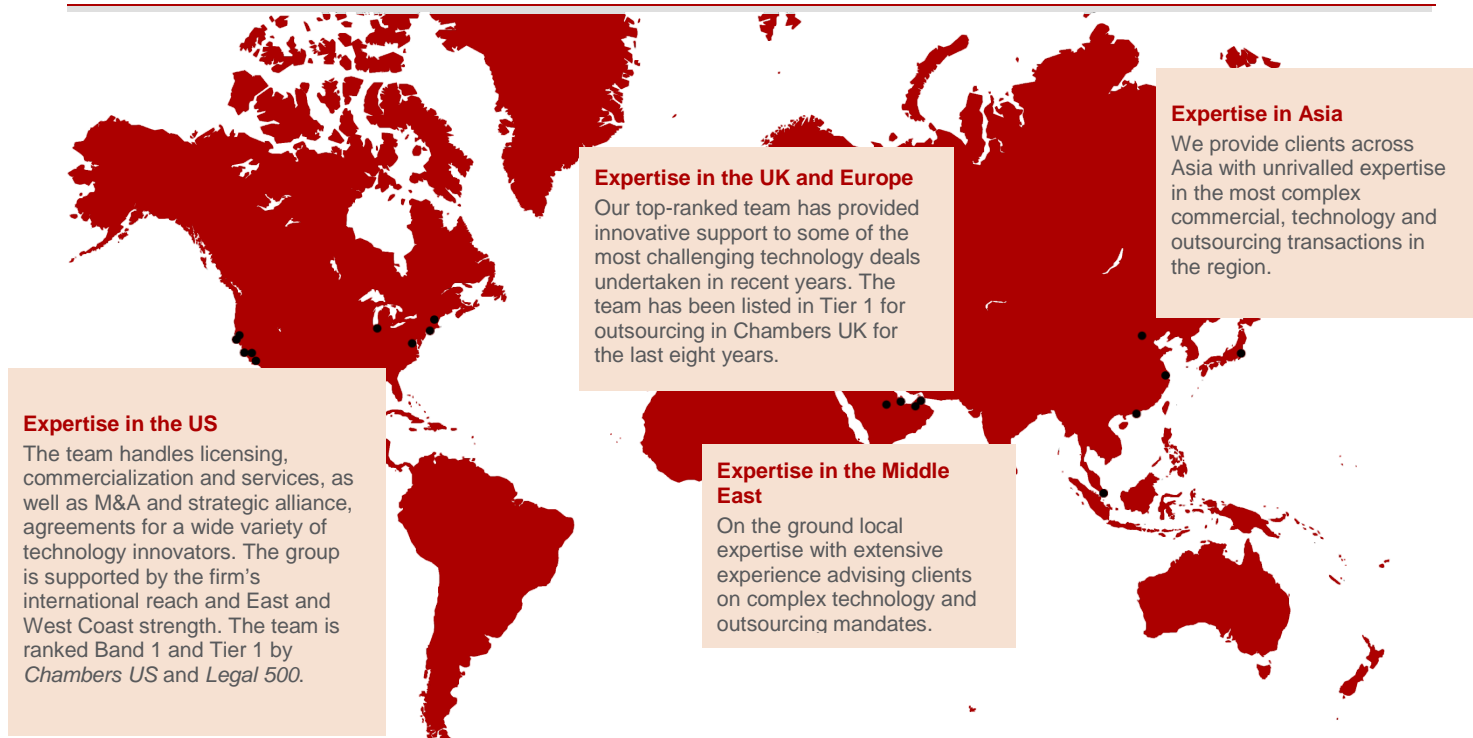 Expertise in Asia
We provide clients across
Asia with unrivalled expertise
in the most complex
commercial, technology and
outsourcing transactions in
the region.
Expertise in the UK and Europe
Our top-ranked team has provided
innovative support to some of the
most challenging technology deals
undertaken in recent years. The
team has been listed in Tier 1 for
outsourcing in Chambers UK for
the last eight years.
Expertise in the US
The team handles licensing,
commercialization and services, as
well as M&A and strategic alliance,
agreements for a wide variety of
technology innovators. The group
is supported by the firm's
international reach and East and
West Coast strength. The team is
ranked Band 1 and Tier 1 by
Chambers US and Legal 500.
Expertise in the Middle
East
On the ground local
expertise with extensive
experience advising clients
on complex technology and
outsourcing mandates.